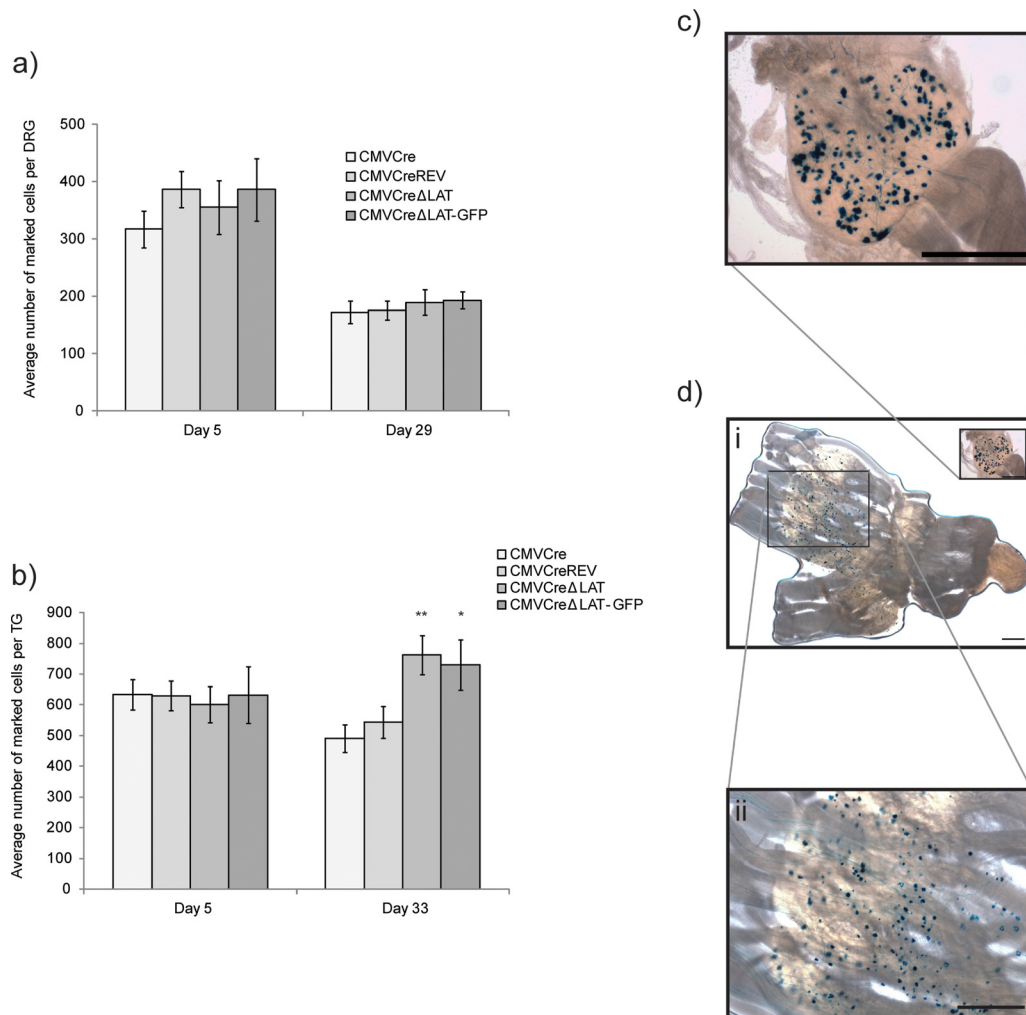 a)
Average number of marked cells per DRG
500
400
300
200
100
0
CMVCre
CMVCreREV
CMVCreΔLAT
CMVCreΔLAT-GFP
Day 5
Day 29
b)
Average number of marked cells per TG
900
800
700
600
500
400
300
200
100
0
CMVCre
CMVCreREV
CMVCreΔLAT
CMVCreΔLAT-GFP
**
*
Day 5
Day 33
c)
d)
i
ii